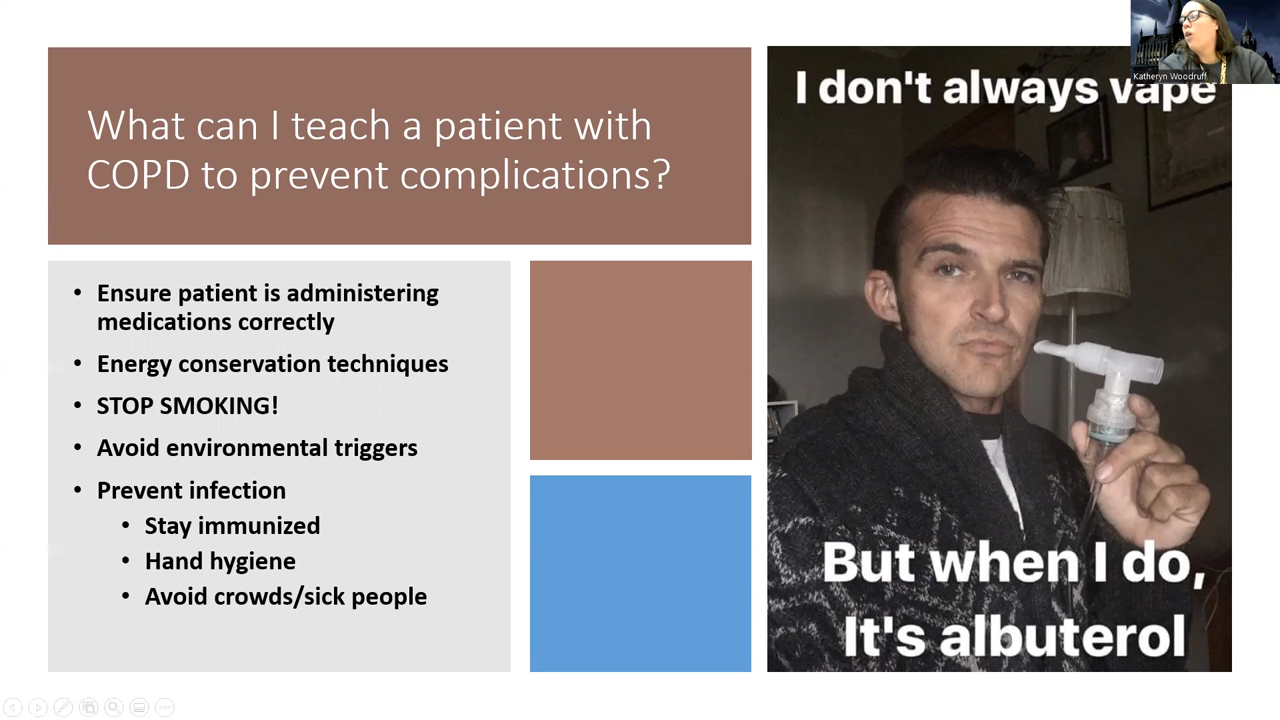 What can I teach a patient with
COPD to prevent complications?
• Ensure patient is administering
medications correctly
• Energy conservation techniques
• STOP SMOKING!
• Avoid environmental triggers
• Prevent infection
• Stay immunized
• Hand hygiene
• Avoid crowds/sick people
I don't always vape
But when I do,
It's albuterol
Katheryn Woodruff